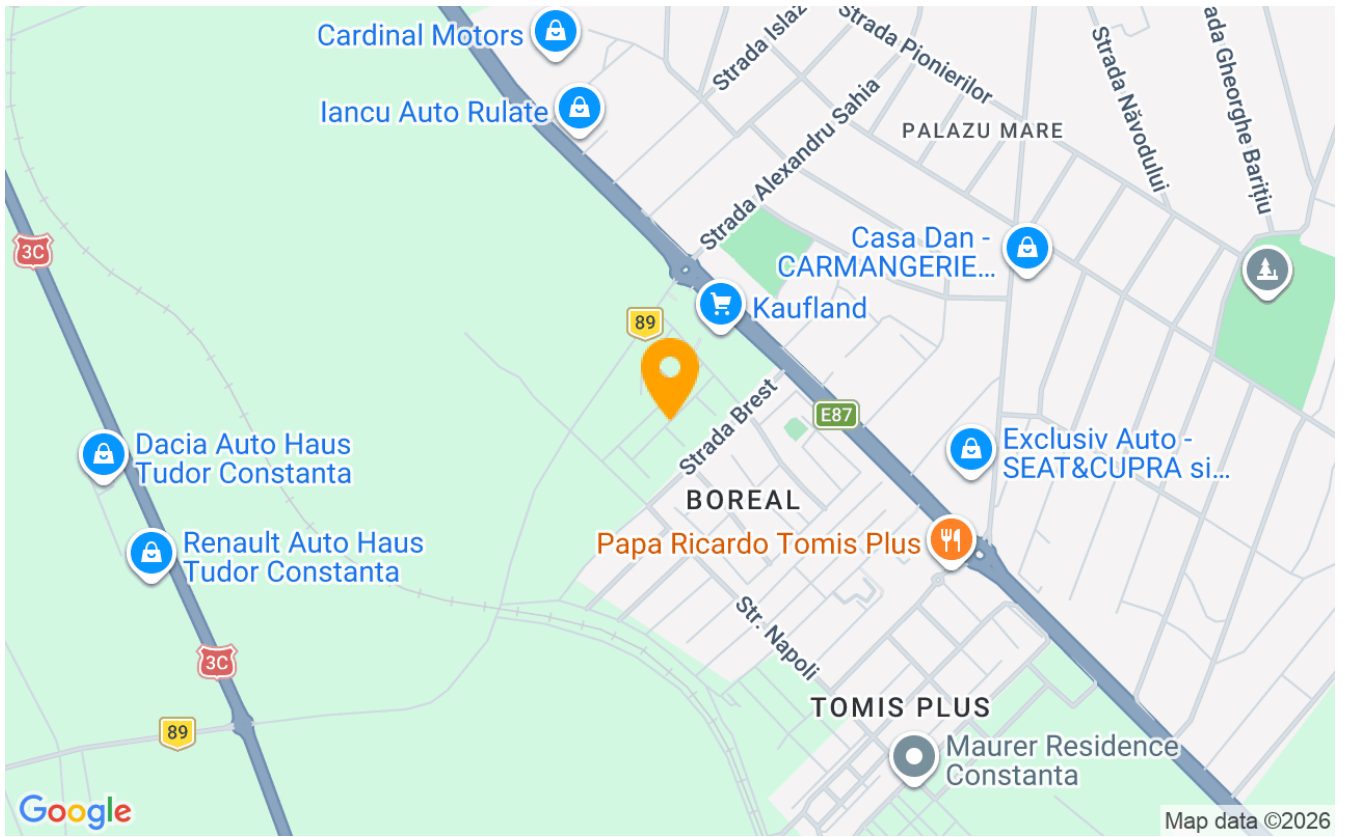 Cardinal Motors
Iancu Auto Rulate
Strada Islaz
Strada Pionierilor
Strada Alexandru Sahia
Strada Năvodului
ada Gheorghe Barițiu
PALAZU MARE
3C
Casa Dan -
CARMANGERIE...
Kaufland
89
E87
Strada Brest
Dacia Auto Haus
Tudor Constanta
Exclusiv Auto -
SEAT&CUPRA si...
BOREAL
Renault Auto Haus
Tudor Constanta
Papa Ricardo Tomis Plus
Str. Napoli
3C
TOMIS PLUS
89
Maurer Residence
Constanta
Google
Map data ©2026